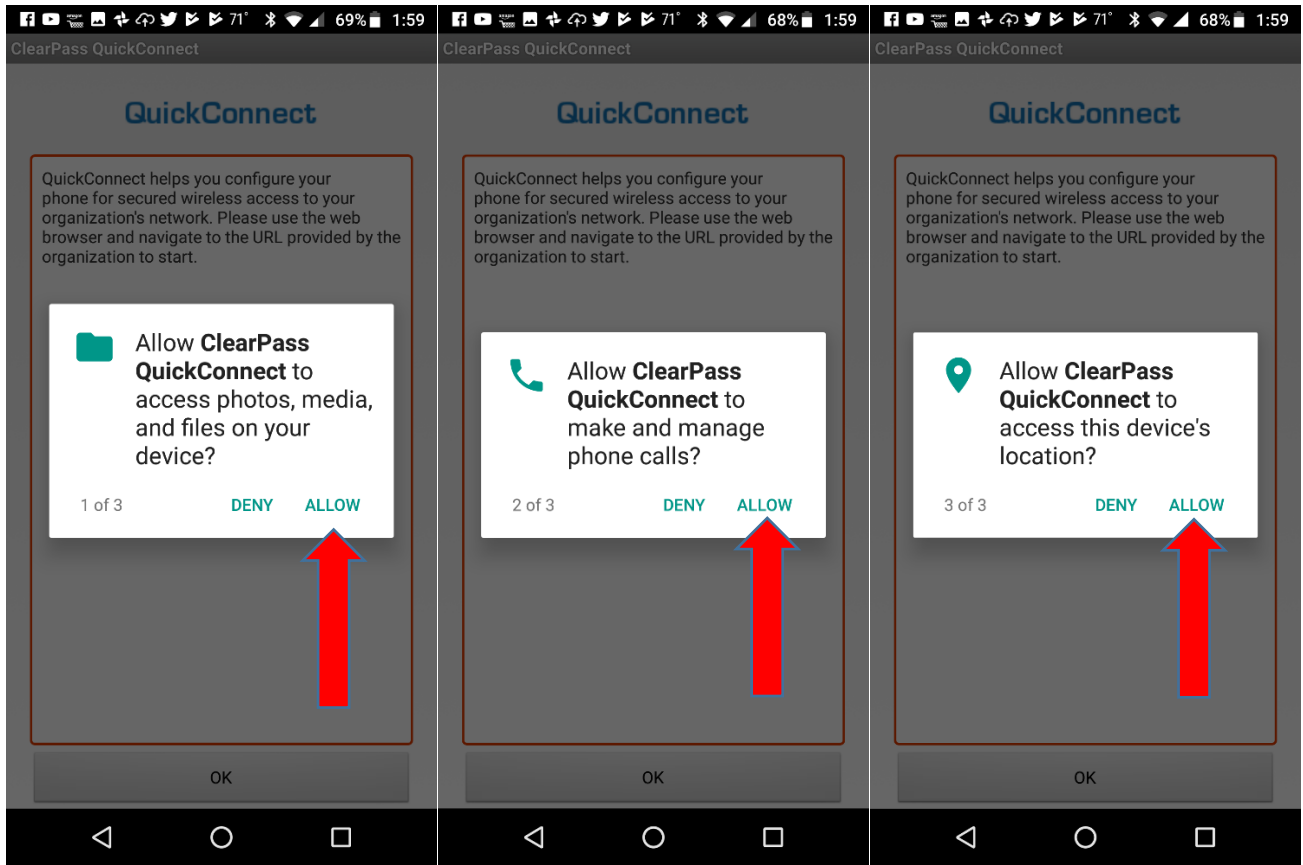 71° 69% 1:59
ClearPass QuickConnect
QuickConnect
QuickConnect helps you configure your
phone for secured wireless access to your
organization's network. Please use the web
browser and navigate to the URL provided by the
organization to start.
Allow ClearPass
QuickConnect to
access photos, media,
and files on your
device?
1 of 3 DENY ALLOW
OK
71° 68% 1:59
ClearPass QuickConnect
QuickConnect
QuickConnect helps you configure your
phone for secured wireless access to your
organization's network. Please use the web
browser and navigate to the URL provided by the
organization to start.
Allow ClearPass
QuickConnect to
make and manage
phone calls?
2 of 3 DENY ALLOW
OK
71° 68% 1:59
ClearPass QuickConnect
QuickConnect
QuickConnect helps you configure your
phone for secured wireless access to your
organization's network. Please use the web
browser and navigate to the URL provided by the
organization to start.
Allow ClearPass
QuickConnect to
access this device's
location?
3 of 3 DENY ALLOW
OK